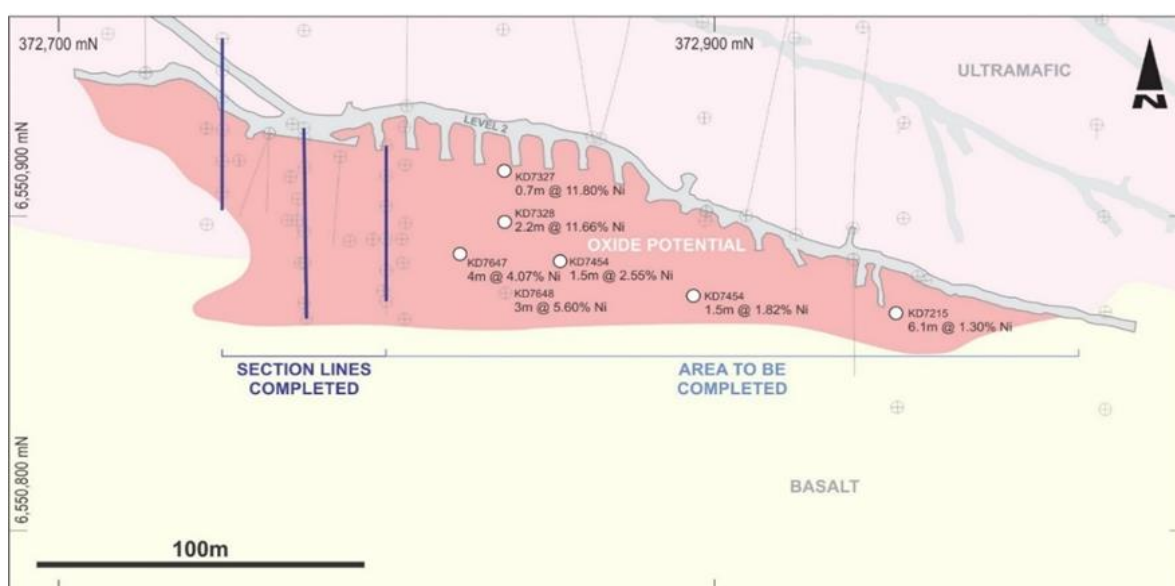 372,700 mN
372,900 mN
ULTRAMAFIC
N
LEVEL 2
6,550,900 mN
KD7327
0.7m @ 11.80% Ni
KD7328
2.2m @ 11.66% Ni
OXIDE POTENTIAL
KD7647
4m @ 4.07% Ni
KD7454
1.5m @ 2.55% Ni
KD7648
3m @ 5.60% Ni
KD7454
1.5m @ 1.82% Ni
KD7215
6.1m @ 1.30% Ni
SECTION LINES
COMPLETED
AREA TO BE
COMPLETED
6,550,800 mN
BASALT
100m